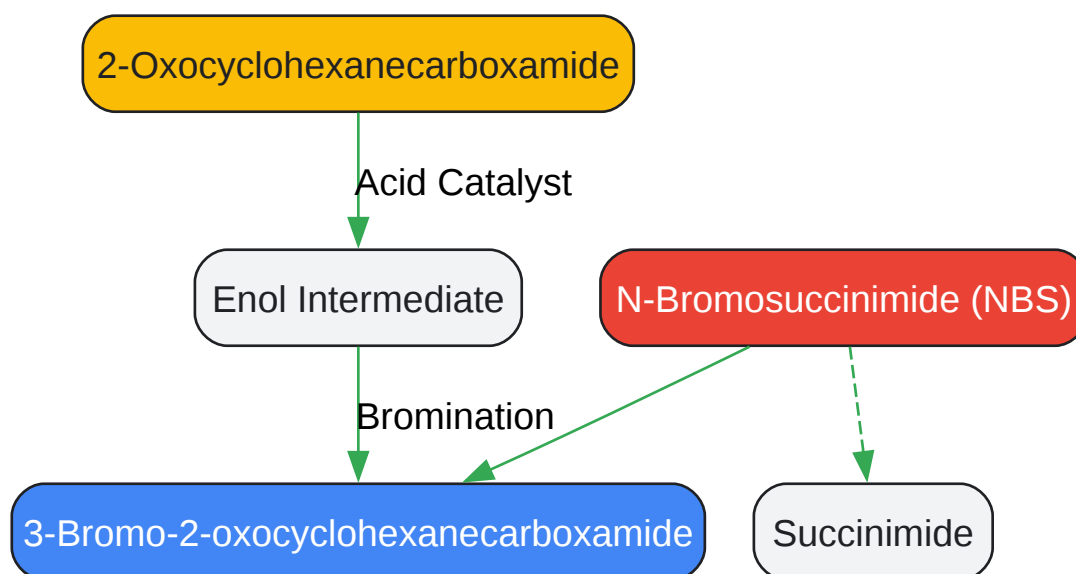 2-Oxocyclohexanecarboxamide
Acid Catalyst
Enol Intermediate
N-Bromosuccinimide (NBS)
Bromination
3-Bromo-2-oxocyclohexanecarboxamide
Succinimide